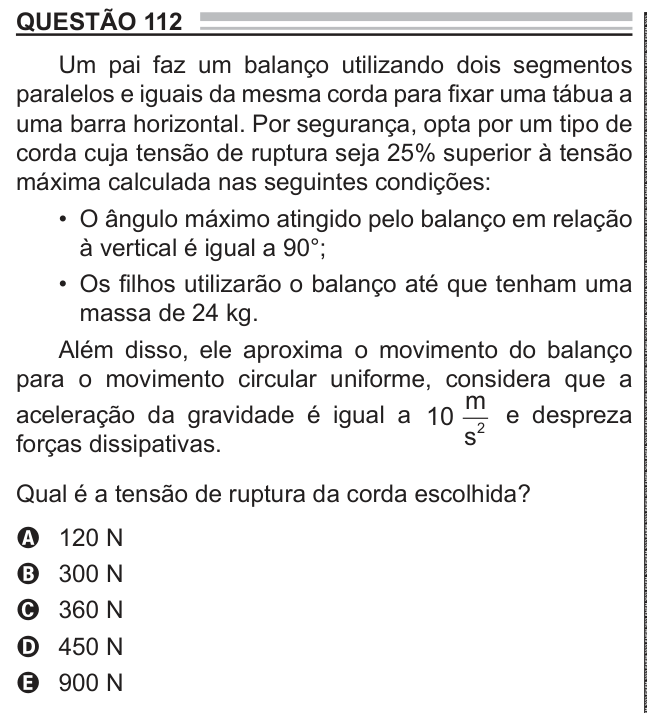 QUESTÃO 112
Um pai faz um balanço utilizando dois segmentos
paralelos e iguais da mesma corda para fixar uma tábua a
uma barra horizontal. Por segurança, opta por um tipo de
corda cuja tensão de ruptura seja 25% superior à tensão
máxima calculada nas seguintes condições:
• O ângulo máximo atingido pelo balanço em relação
à vertical é igual a 90°;
• Os filhos utilizarão o balanço até que tenham uma
massa de 24 kg.
Além disso, ele aproxima o movimento do balanço
para o movimento circular uniforme, considera que a
aceleração da gravidade é igual a 10 m/s² e despreza
forças dissipativas.
Qual é a tensão de ruptura da corda escolhida?
A 120 N
B 300 N
C 360 N
D 450 N
E 900 N